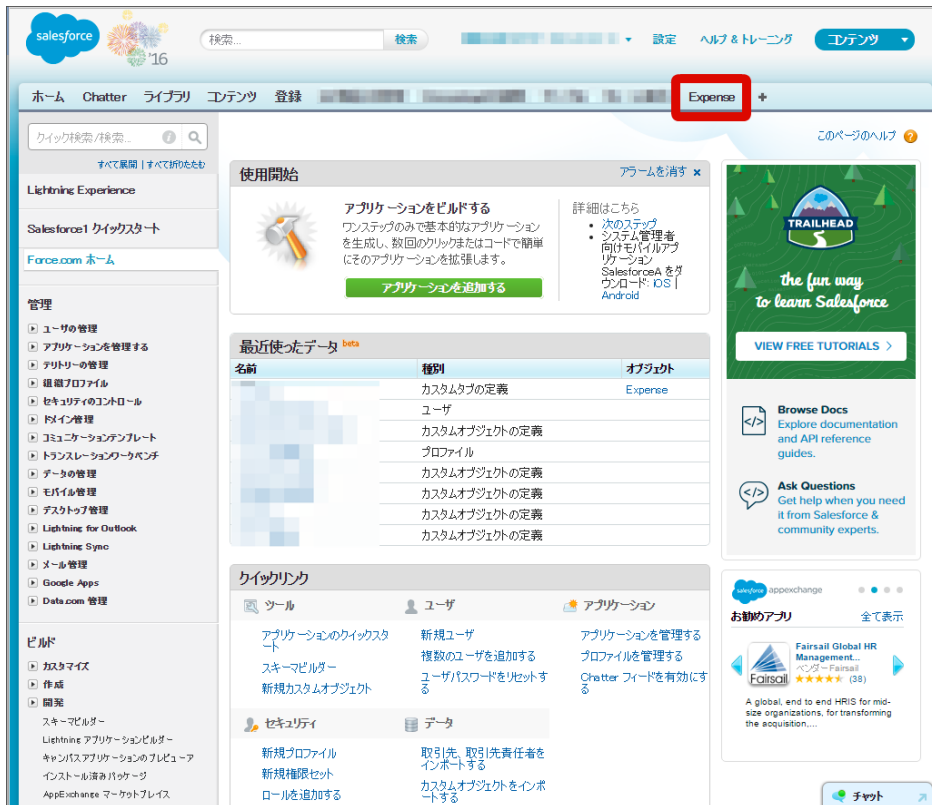 salesforce
'16
検索...
検索
設定
ヘルプ & トレーニング
コンテンツ
ホーム
Chatter
ライブラリ
コンテンツ
登録
Expense
+
クイック検索/検索...
すべて展開 | すべて折りたたむ
このページのヘルプ
Lightning Experience
Salesforce1 クイックスタート
Force.com ホーム
管理
ユーザの管理
アプリケーションを管理する
テリトリーの管理
組織プロファイル
セキュリティのコントロール
ドメイン管理
コミュニケーションテンプレート
トランスレーションワークベンチ
データの管理
モバイル管理
デスクトップ管理
Lightning for Outlook
Lightning Sync
メール管理
Google Apps
Data.com 管理
ビルド
カスタマイズ
作成
開発
スキーマビルダー
Lightning アプリケーションビルダー
キャンバスアプリケーションのプレビューア
インストール済みパッケージ
AppExchange マーケットプレイス
使用開始
アラームを消す ×
アプリケーションをビルドする
ワンステップのみで基本的なアプリケーション
を生成し、数回のクリックまたはコードで簡単
にそのアプリケーションを拡張します。
アプリケーションを追加する
詳細はこちら
• 次のステップ
• システム管理者
向けモバイルアプ
リケーション
SalesforceA をダ
ウンロード: iOS |
Android
最近使ったデータ beta
名前
種別
オブジェクト
カスタムタブの定義
Expense
ユーザ
カスタムオブジェクトの定義
プロファイル
カスタムオブジェクトの定義
カスタムオブジェクトの定義
カスタムオブジェクトの定義
カスタムオブジェクトの定義
クイックリンク
ツール
アプリケーションのクイックスタ
ート
スキーマビルダー
新規カスタムオブジェクト
ユーザ
新規ユーザ
複数のユーザを追加する
ユーザパスワードをリセットす
る
アプリケーション
アプリケーションを管理する
プロファイルを管理する
Chatter フィードを有効にす
る
セキュリティ
新規プロファイル
新規権限セット
ロールを追加する
データ
取引先、取引先責任者を
インポートする
カスタムオブジェクトをインポ
ートする
TRAILHEAD
the fun way
to learn Salesforce
VIEW FREE TUTORIALS >
Browse Docs
Explore documentation
and API reference
guides.
Ask Questions
Get help when you need
it from Salesforce &
community experts.
salesforce appexchange
お勧めアプリ
全て表示
Fairsail
Fairsail Global HR
Management...
ベンダー Fairsail
(38)
A global, end to end HRIS for mid-
size organizations, for transforming
the acquisition,...
チャット